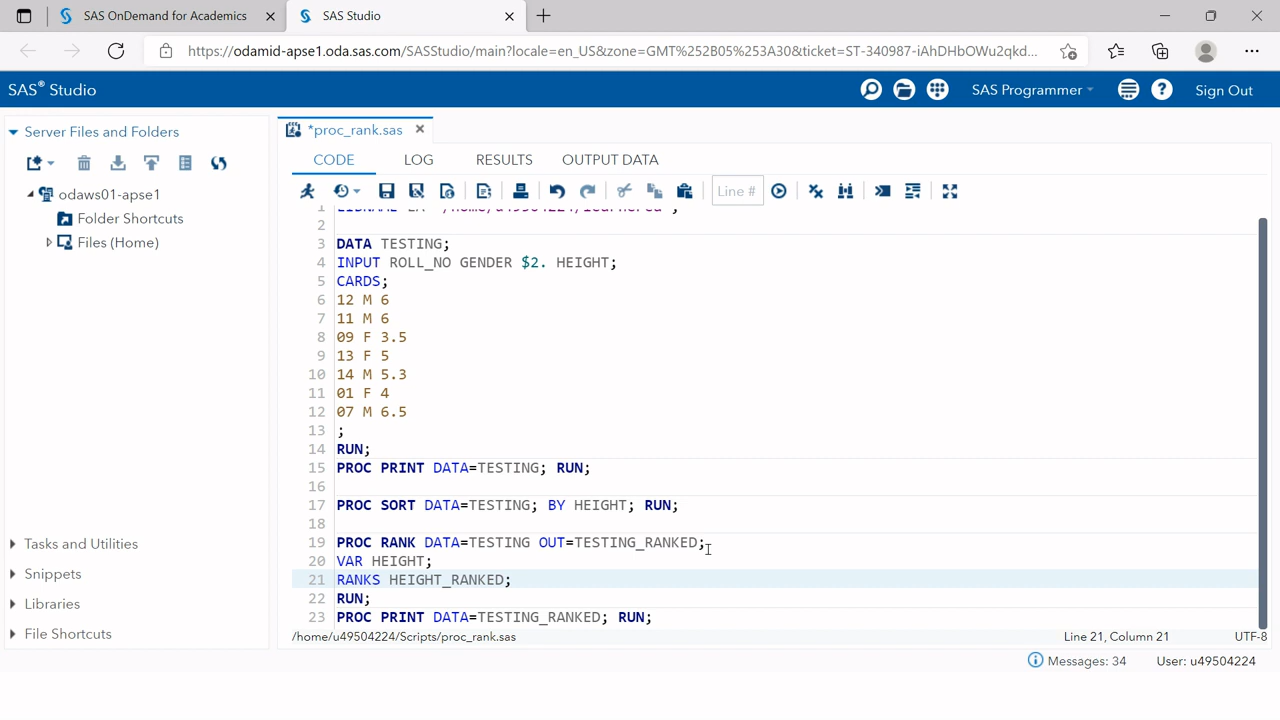 SAS OnDemand for Academics
SAS Studio
https://odamid-apse1.oda.sas.com/SASStudio/main?locale=en_US&zone=GMT%252B05%253A30&ticket=ST-340987-iAhDHbOWu2qkd...
SAS® Studio
SAS Programmer
Sign Out
Server Files and Folders
*proc_rank.sas
CODE LOG RESULTS OUTPUT DATA
Line #
odaws01-apse1
Folder Shortcuts
Files (Home)
Tasks and Utilities
Snippets
Libraries
File Shortcuts
1
2
3 DATA TESTING;
4 INPUT ROLL_NO GENDER $2. HEIGHT;
5 CARDS;
6 12 M 6
7 11 M 6
8 09 F 3.5
9 13 F 5
10 14 M 5.3
11 01 F 4
12 07 M 6.5
13 ;
14 RUN;
15 PROC PRINT DATA=TESTING; RUN;
16
17 PROC SORT DATA=TESTING; BY HEIGHT; RUN;
18
19 PROC RANK DATA=TESTING OUT=TESTING_RANKED;
20 VAR HEIGHT;
21 RANKS HEIGHT_RANKED;
22 RUN;
23 PROC PRINT DATA=TESTING_RANKED; RUN;
/home/u49504224/Scripts/proc_rank.sas
Line 21, Column 21
UTF-8
Messages: 34
User: u49504224